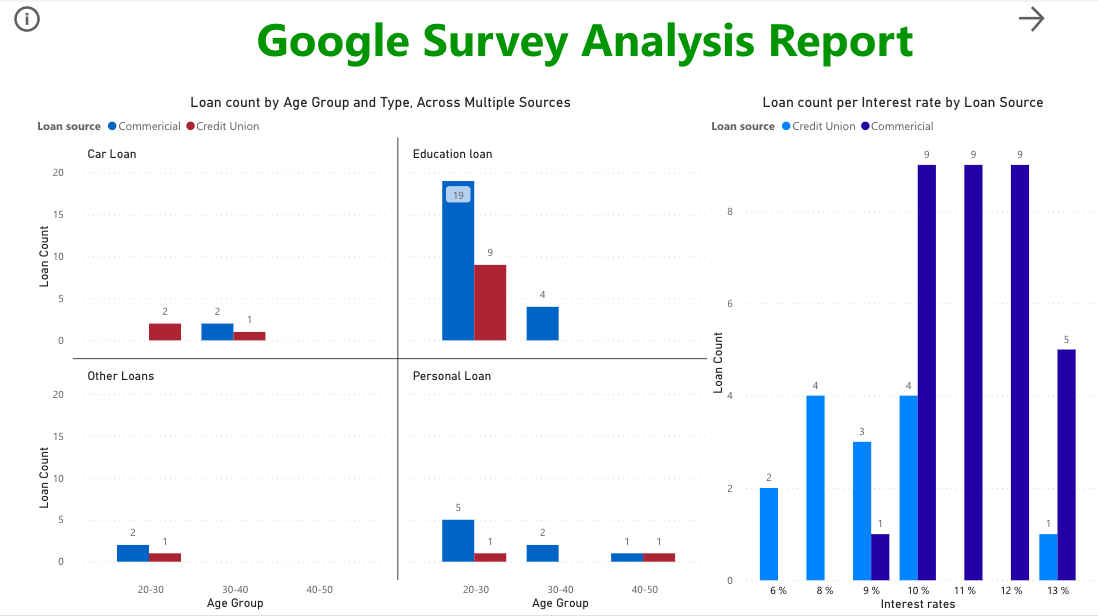 Google Survey Analysis Report
Loan count by Age Group and Type, Across Multiple Sources
Loan source Commericial Credit Union
Car Loan
Education loan
20
15
10
5
0
Loan Count
2
2
1
19
9
4
Other Loans
Personal Loan
20
15
10
5
0
Loan Count
2
1
5
1
2
1
1
20-30 30-40 40-50
Age Group
20-30 30-40 40-50
Age Group
Loan count per Interest rate by Loan Source
Loan source Credit Union Commericial
8
6
4
2
0
Loan Count
2
4
3
1
4
9
9
9
1
5
6 % 8 % 9 % 10 % 11 % 12 % 13 %
Interest rates